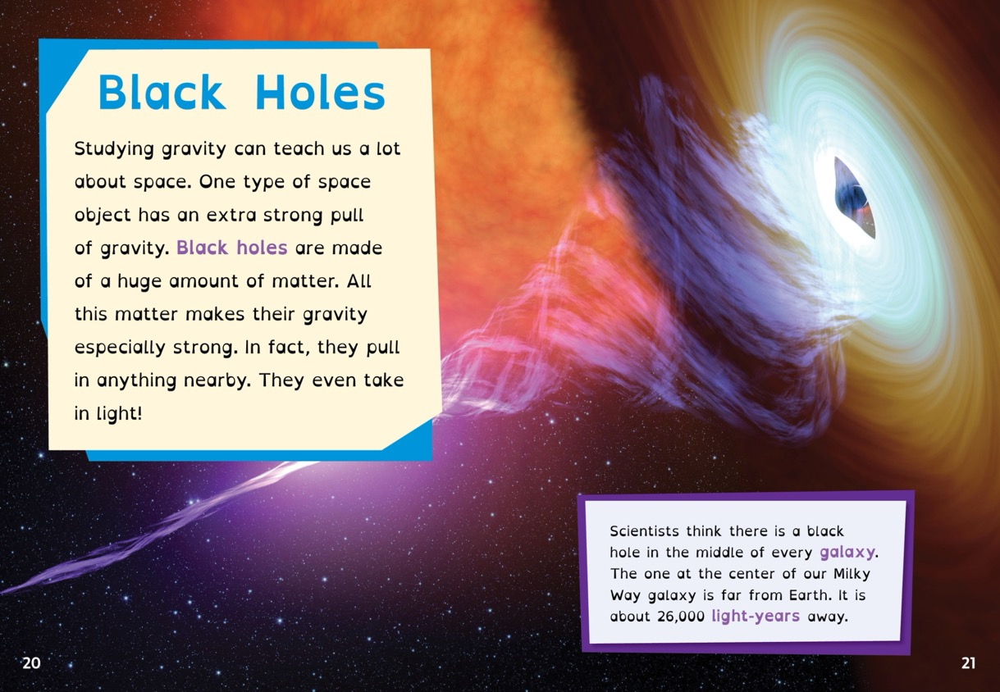 Black Holes
Studying gravity can teach us a lot
about space. One type of space
object has an extra strong pull
of gravity. Black holes are made
of a huge amount of matter. All
this matter makes their gravity
especially strong. In fact, they pull
in anything nearby. They even take
in light!
Scientists think there is a black
hole in the middle of every galaxy.
The one at the center of our Milky
Way galaxy is far from Earth. It is
about 26,000 light-years away.
20
21